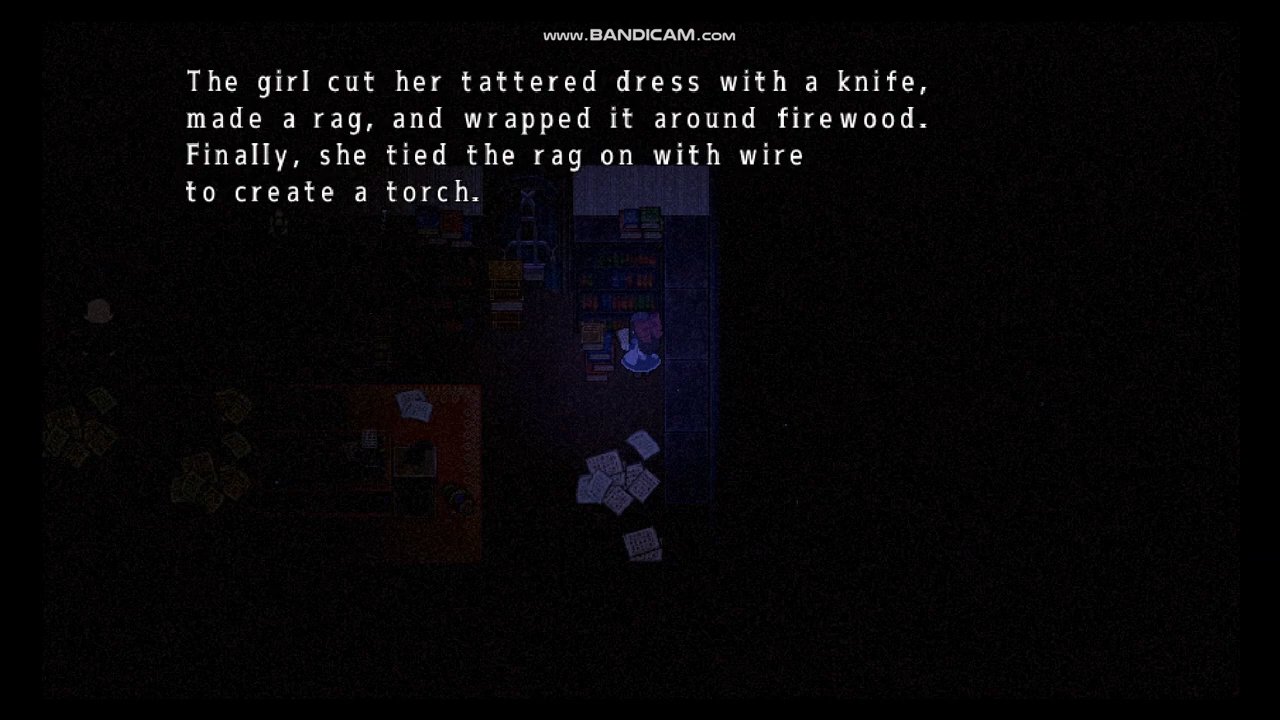 www.BANDICAM.com
The girl cut her tattered dress with a knife,
made a rag, and wrapped it around firewood.
Finally, she tied the rag on with wire
to create a torch.